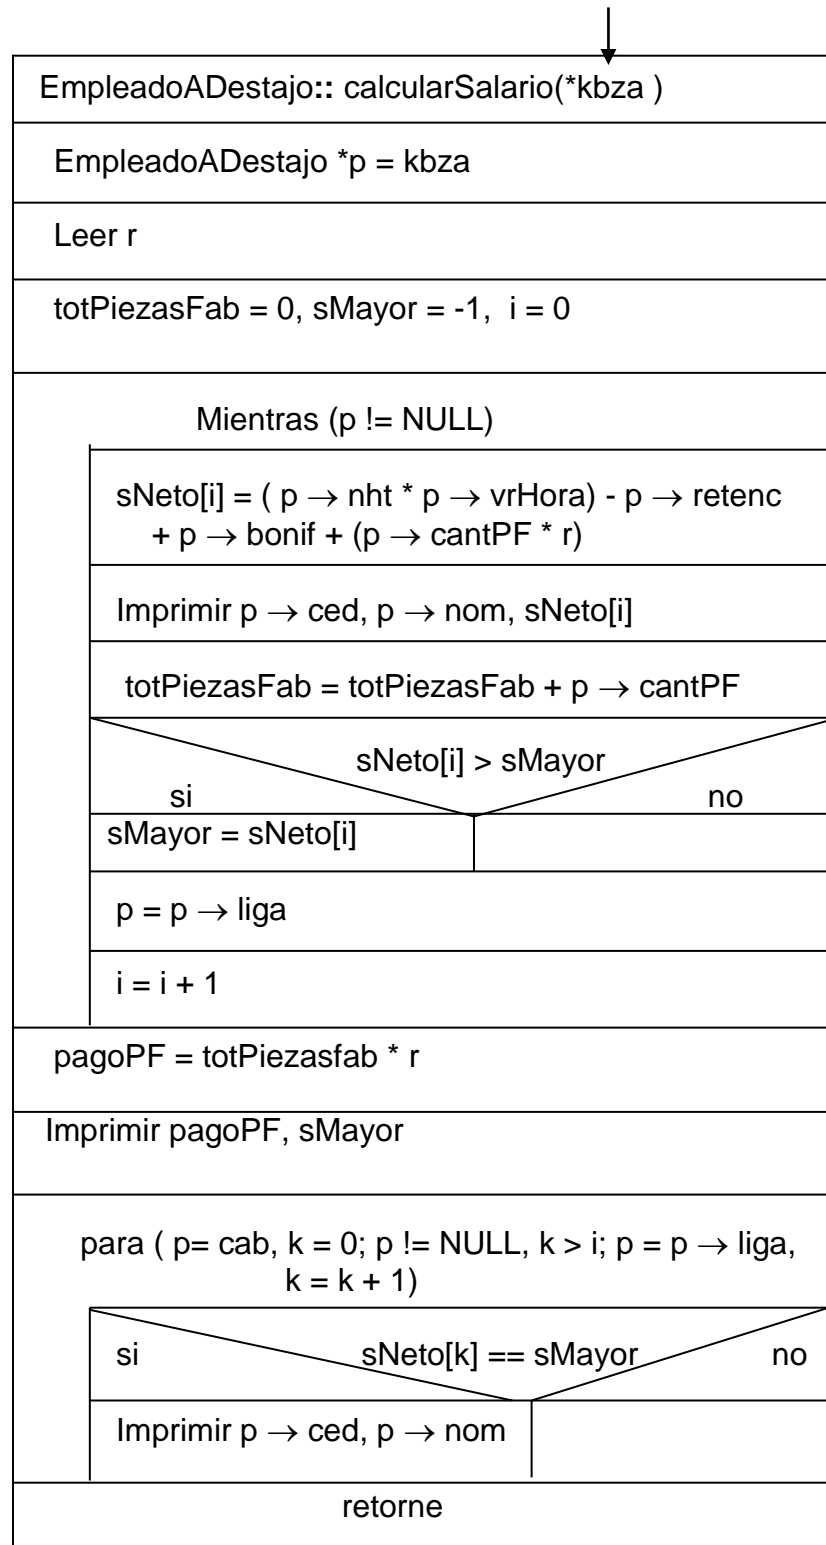 EmpleadoADestajo:: calcularSalario(*kbza )
EmpleadoADestajo *p = kbza
Leer r
totPiezasFab = 0, sMayor = -1,  i = 0
Mientras (p != NULL)
sNeto[i] = ( p → nht * p → vrHora) - p → retenc
+ p → bonif + (p → cantPF * r)
Imprimir p → ced, p → nom, sNeto[i]
totPiezasFab = totPiezasFab + p → cantPF
sNeto[i] > sMayor
si no
sMayor = sNeto[i]
p = p → liga
i = i + 1
pagoPF = totPiezasfab * r
Imprimir pagoPF, sMayor
para ( p= cab, k = 0; p != NULL, k > i; p = p → liga,
k = k + 1)
si sNeto[k] == sMayor no
Imprimir p → ced, p → nom
retorne